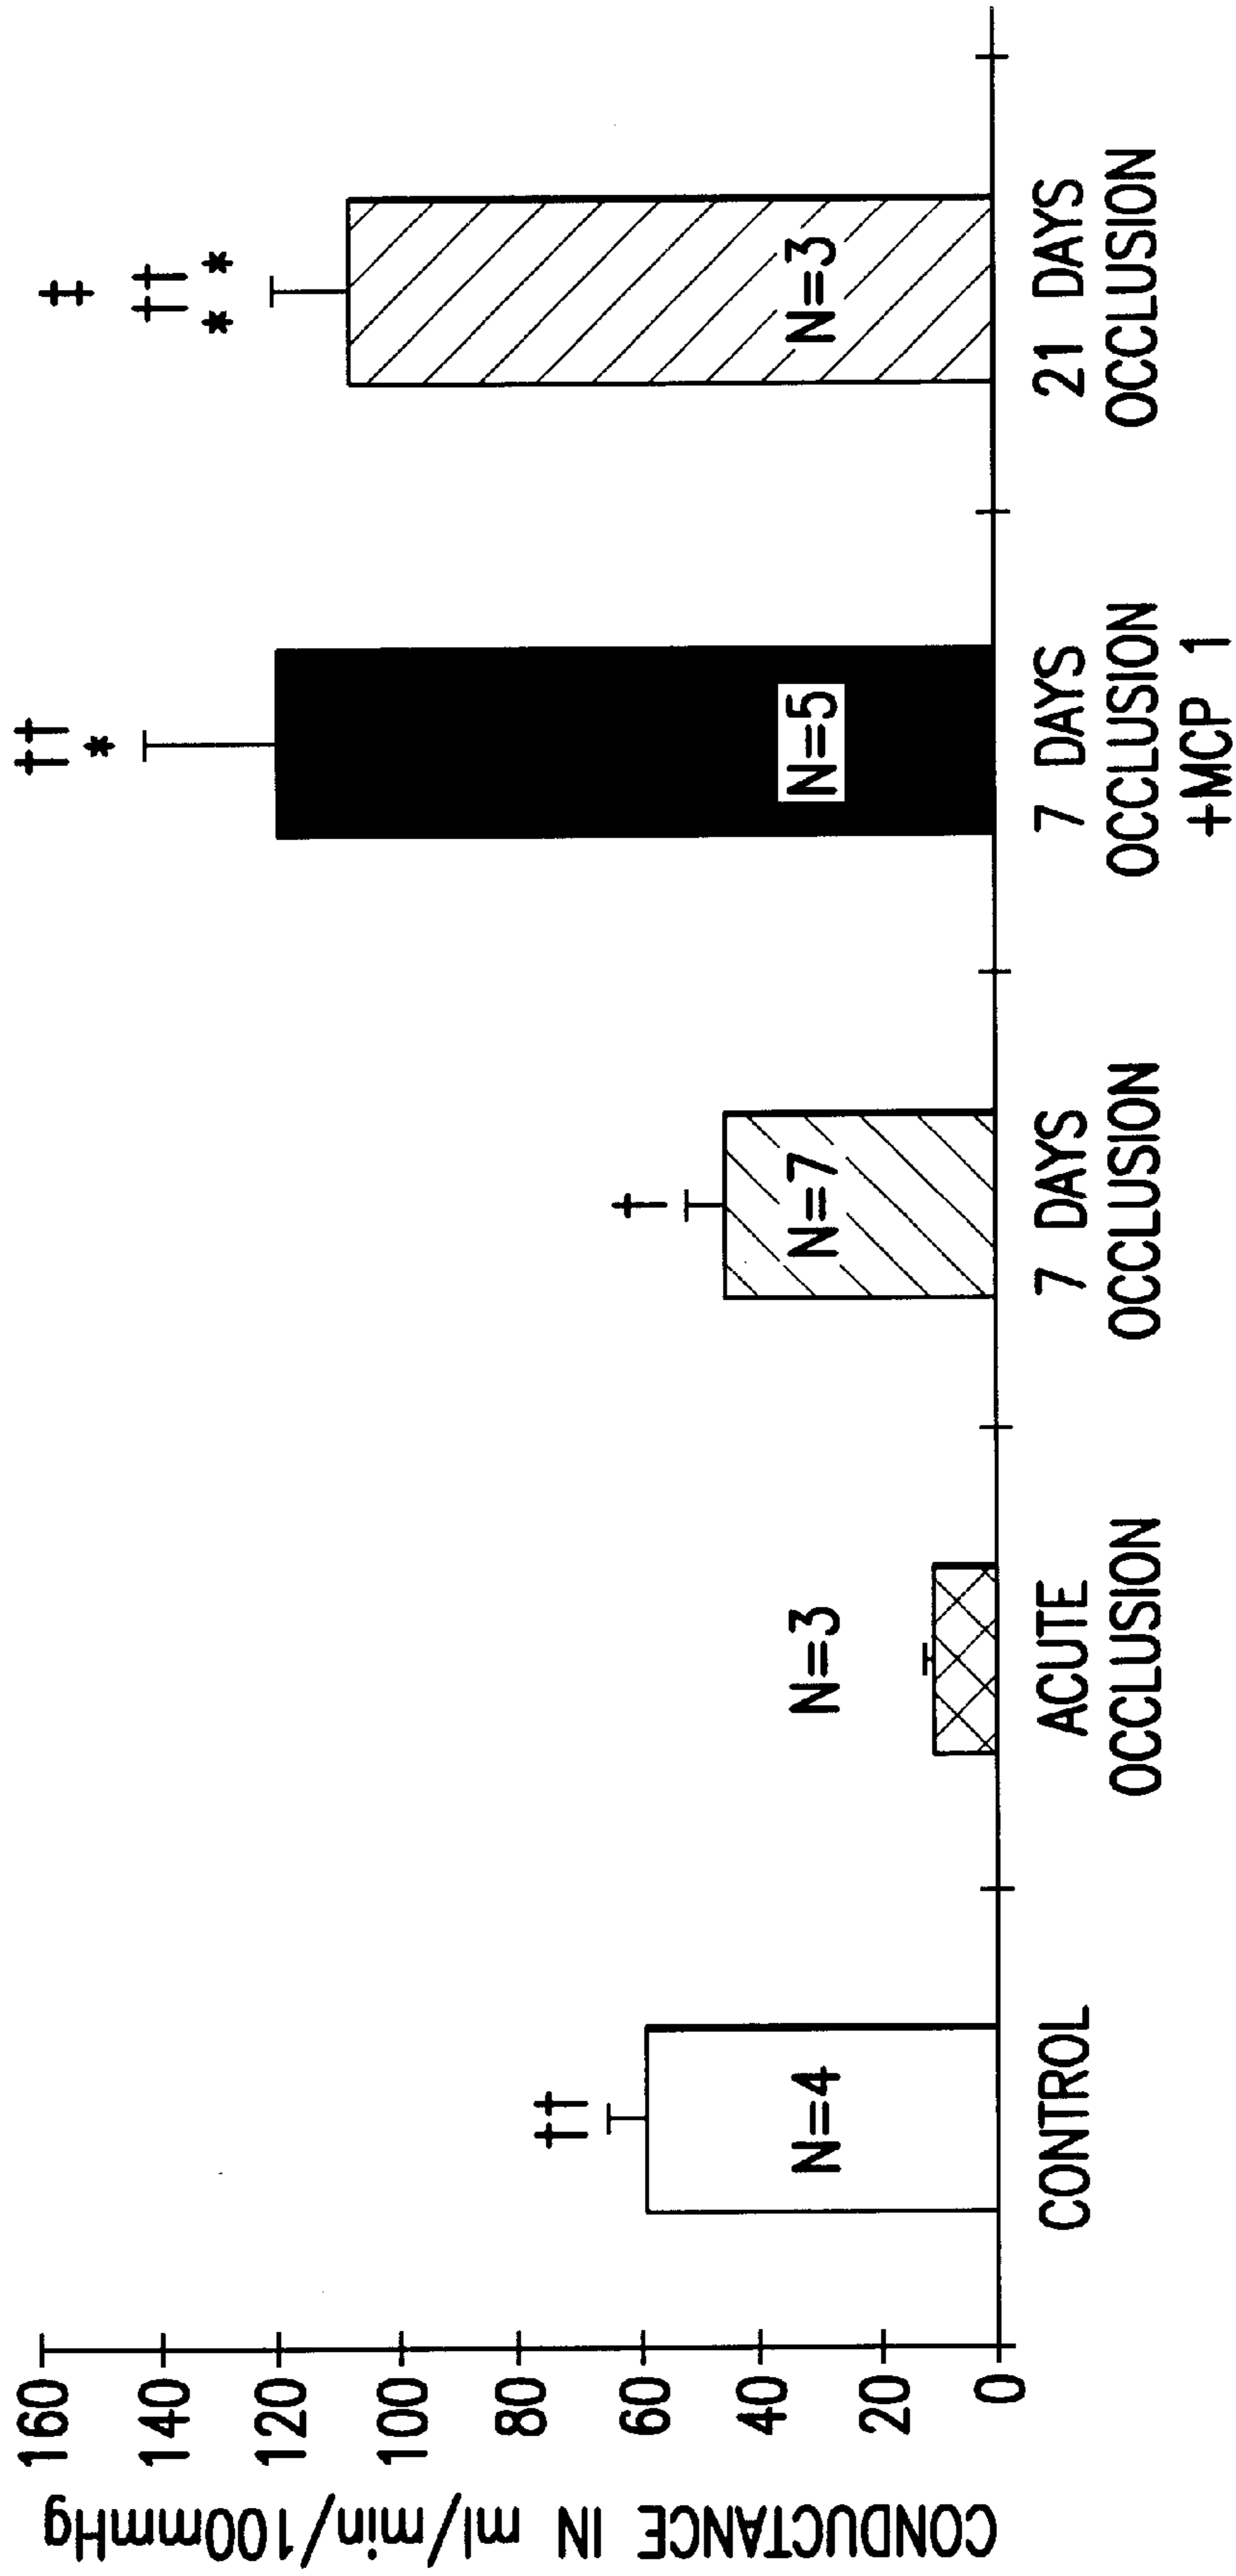 CONDUCTANCE IN ml/min/100mmHg
160
140
120
100
80
60
40
20
0
††
N=4
CONTROL
N=3
ACUTE
OCCLUSION
†
N=7
7 DAYS
OCCLUSION
††
*
N=5
7 DAYS
OCCLUSION
+MCP 1
‡
††
* *
N=3
21 DAYS
OCCLUSION